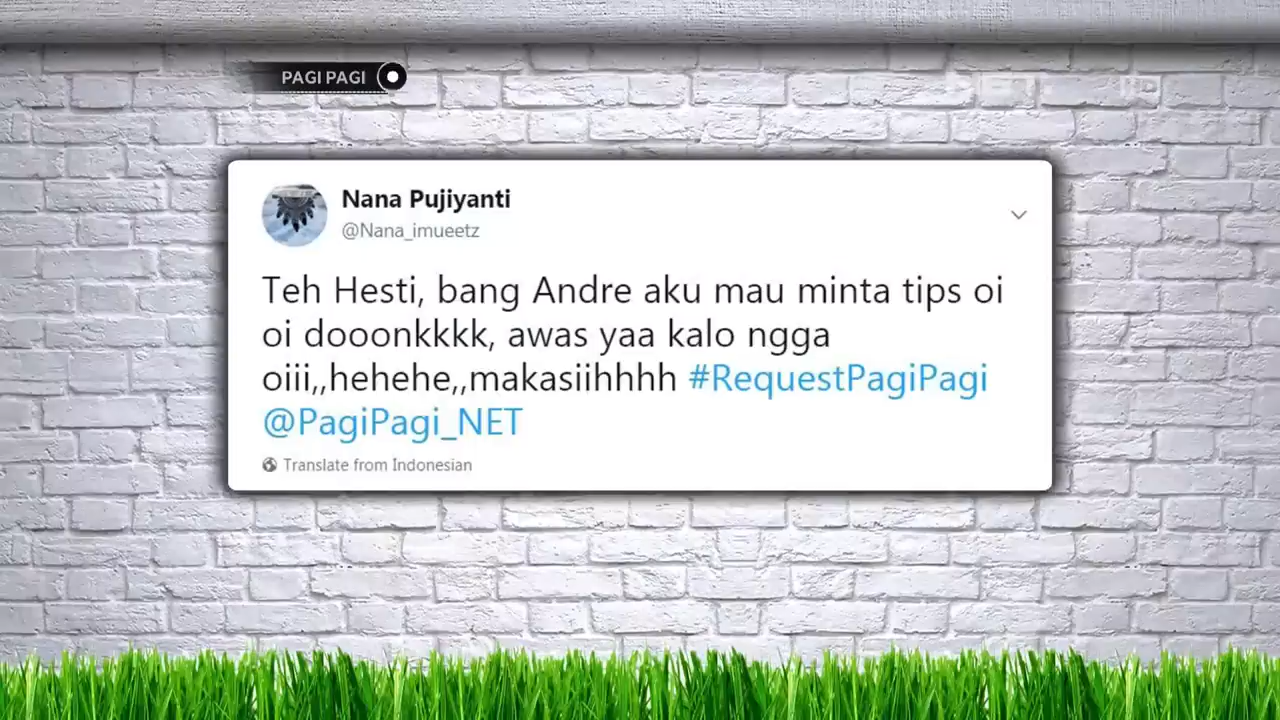 PAGI PAGI
Nana Pujiyanti
@Nana_imueetz
Teh Hesti, bang Andre aku mau minta tips oi
oi dooonkkkk, awas yaa kalo ngga
oiii,,hehehe,,makasiihhhh #RequestPagiPagi
@PagiPagi_NET
Translate from Indonesian